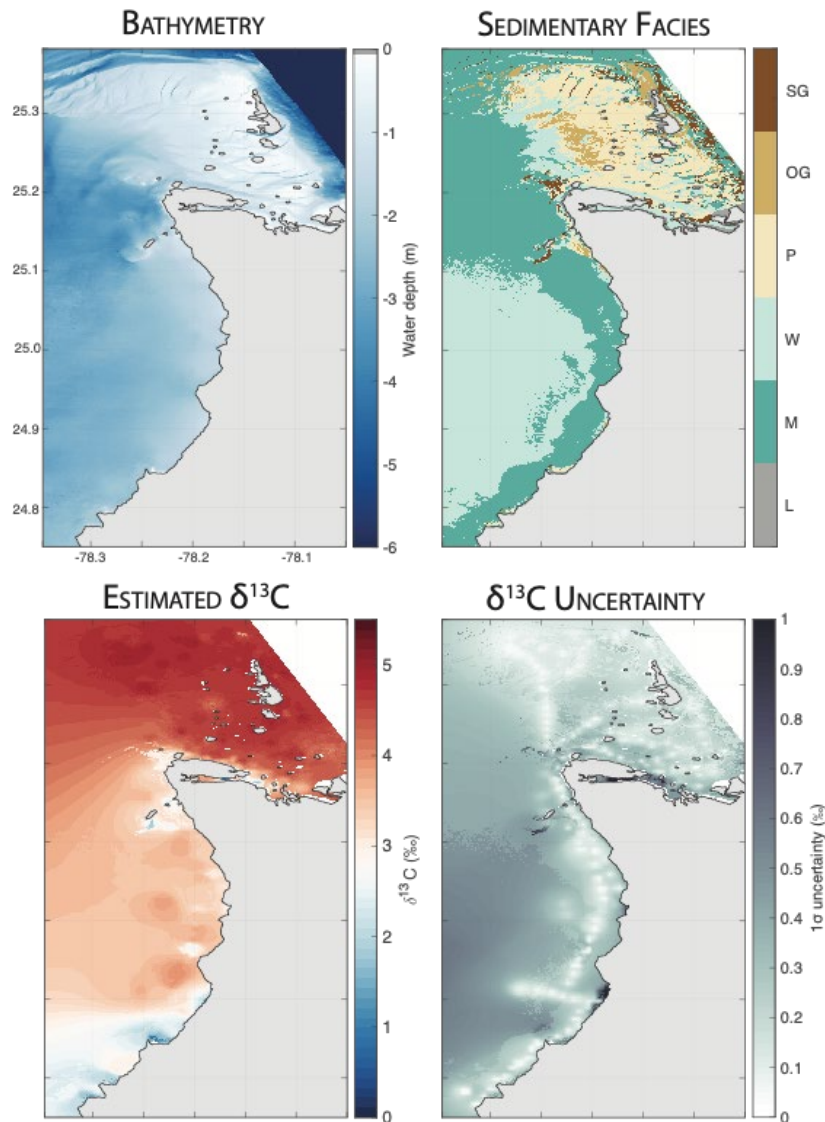 BATHYMETRY
SEDIMENTARY FACIES
25.3
25.2
25.1
25.0
24.9
24.8
-78.3
-78.2
-78.1
0
-1
-2
-3
-4
-5
-6
Water depth (m)
SG
OG
P
W
M
L
ESTIMATED δ¹³C
δ¹³C UNCERTAINTY
5
4
3
2
1
0
δ¹³C (‰)
1
0.9
0.8
0.7
0.6
0.5
0.4
0.3
0.2
0.1
0
1σ uncertainty (‰)